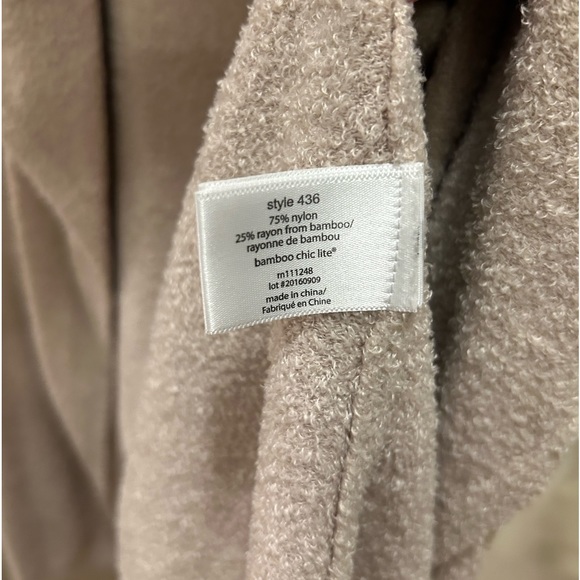 style 436
75% nylon
25% rayon from bamboo/
rayonne de bambou
bamboo chic lite®
rn111248
lot #20160909
made in china/
Fabriqué en Chine